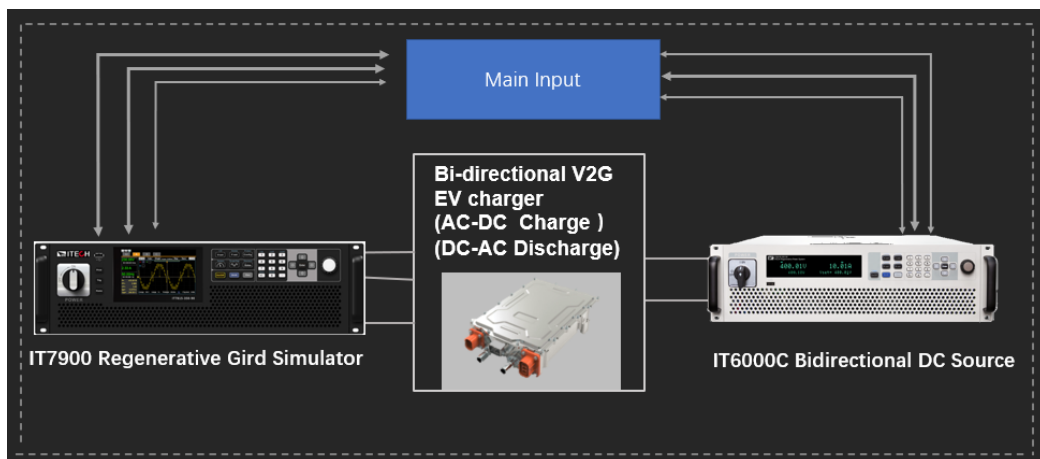 Main Input
Bi-directional V2G
EV charger
(AC-DC Charge）
(DC-AC Discharge)
ITECH
POWER
400.01V 10.01A
IT7900 Regenerative Gird Simulator
IT6000C Bidirectional DC Source